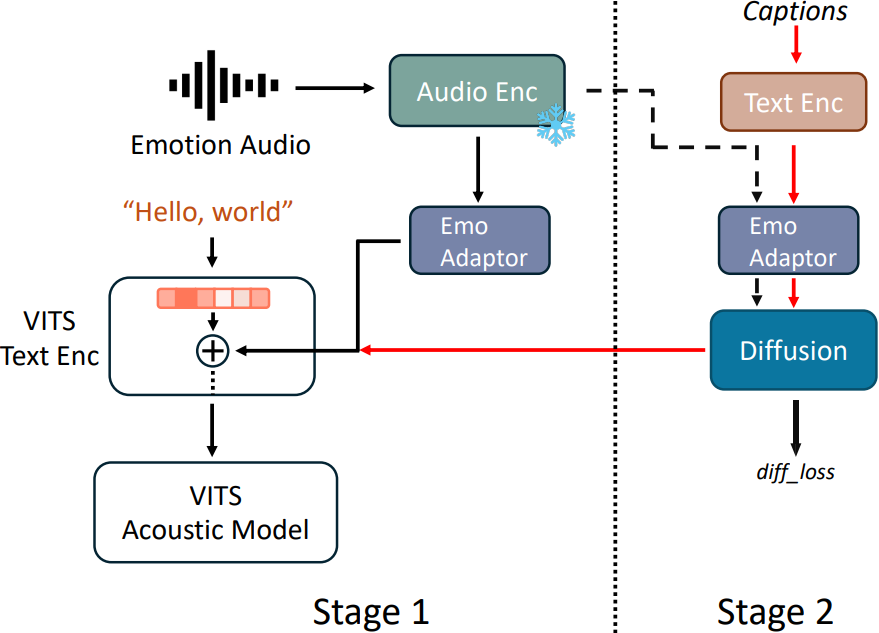 Captions
Audio Enc
Text Enc
Emotion Audio
“Hello, world”
Emo
Adaptor
Emo
Adaptor
VITS
Text Enc
Diffusion
diff_loss
VITS
Acoustic Model
Stage 1
Stage 2